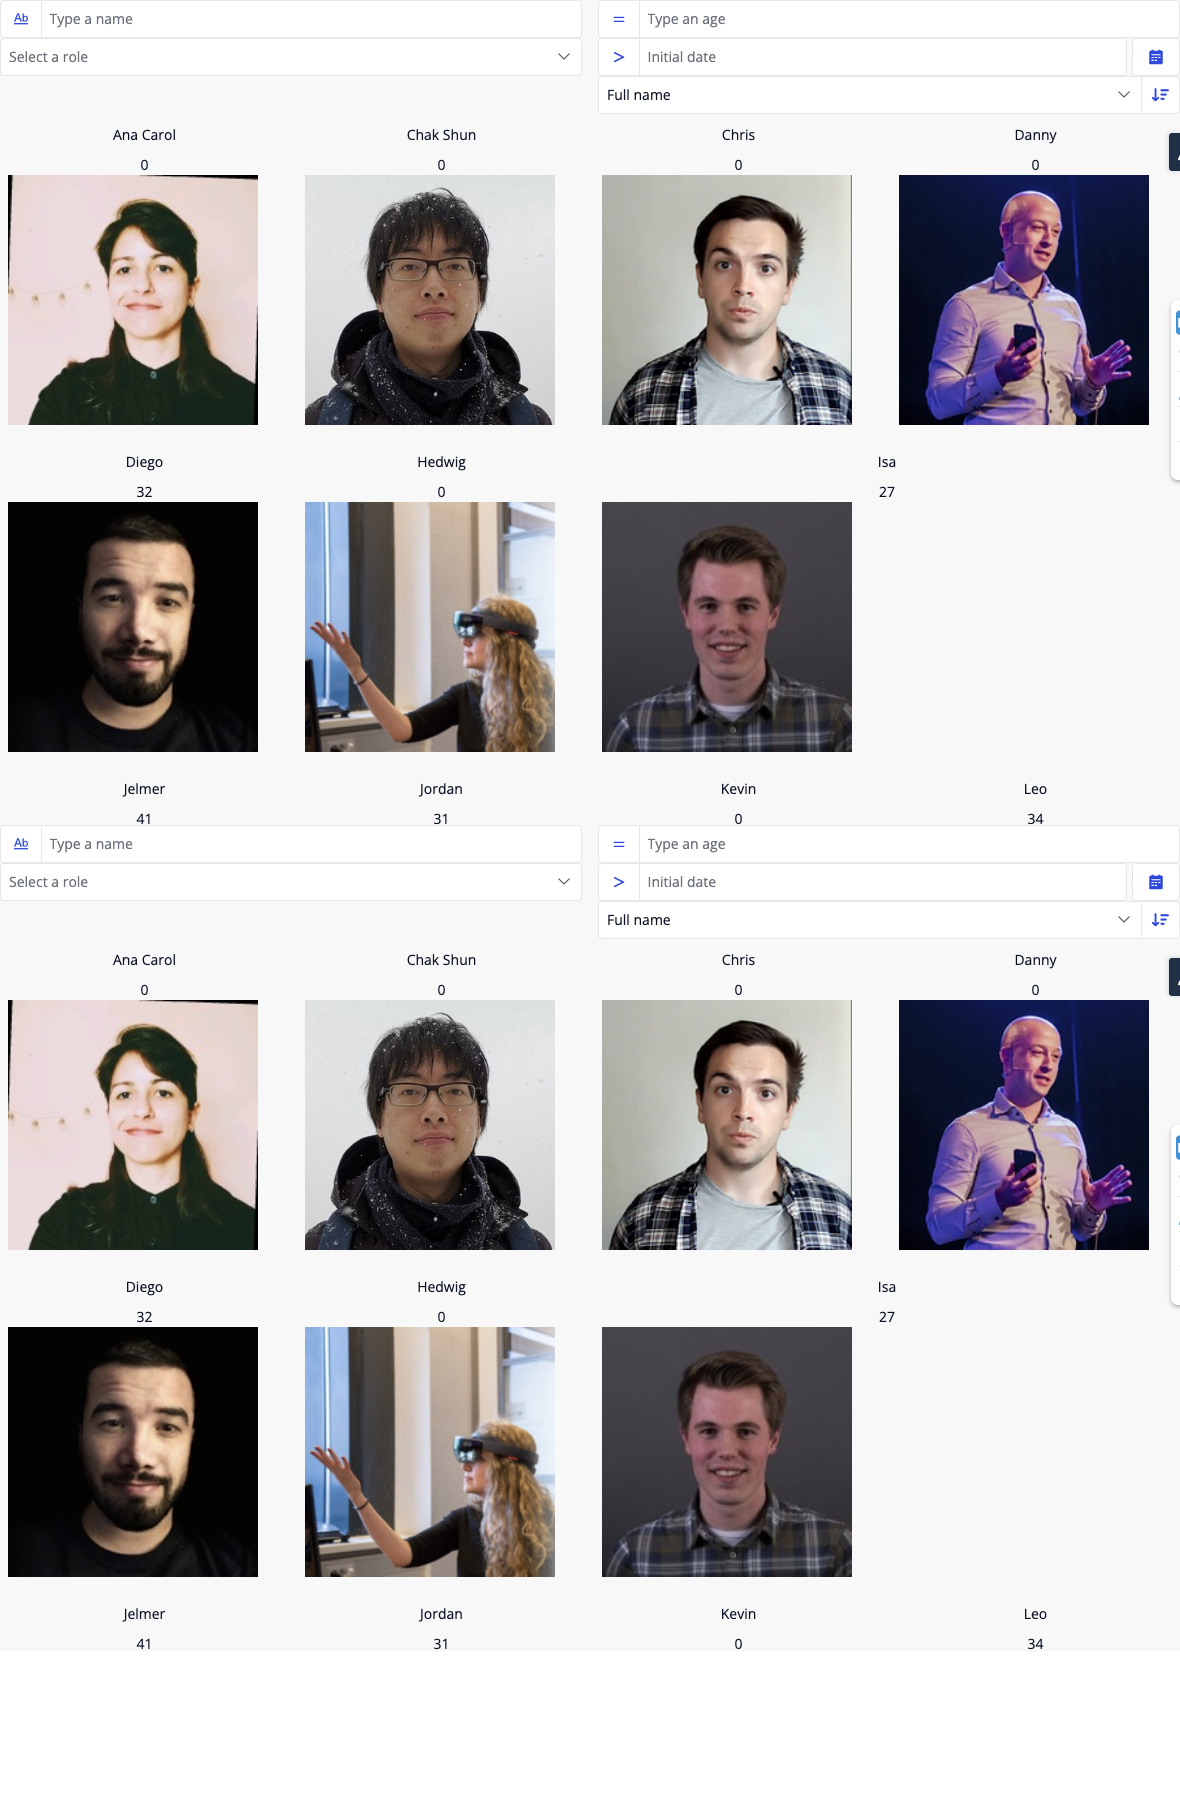 Ab Type a name = Type an age
Select a role > Initial date
Full name
Ana Carol Chak Shun Chris Danny
0 0 0 0
Diego Hedwig Isa
32 0 27
Jelmer Jordan Kevin Leo
41 31 0 34
Ab Type a name = Type an age
Select a role > Initial date
Full name
Ana Carol Chak Shun Chris Danny
0 0 0 0
Diego Hedwig Isa
32 0 27
Jelmer Jordan Kevin Leo
41 31 0 34